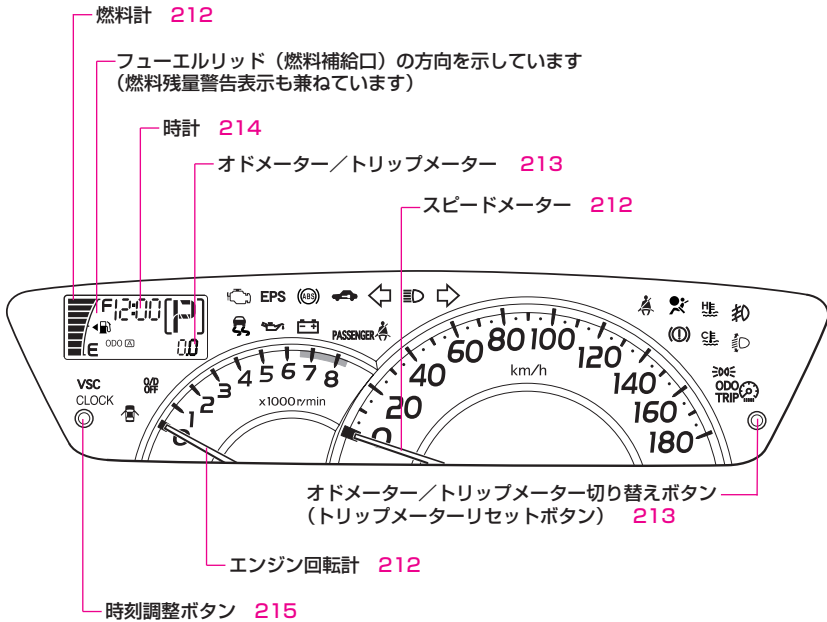 燃料計 212
フューエルリッド（燃料補給口）の方向を示しています
（燃料残量警告表示も兼ねています）
時計 214
オドメーター／トリップメーター 213
スピードメーター 212
F 12:00 P
E ODO A 0.0
EPS ABS
PASSENGER
VSC
CLOCK
O/D
OFF
0 1 2 3 4 5 6 7 8
x1000r/min
0 20 40 60 80 100 120 140 160 180
km/h
H
C
ODO
TRIP
オドメーター／トリップメーター切り替えボタン
（トリップメーターリセットボタン） 213
エンジン回転計 212
時刻調整ボタン 215